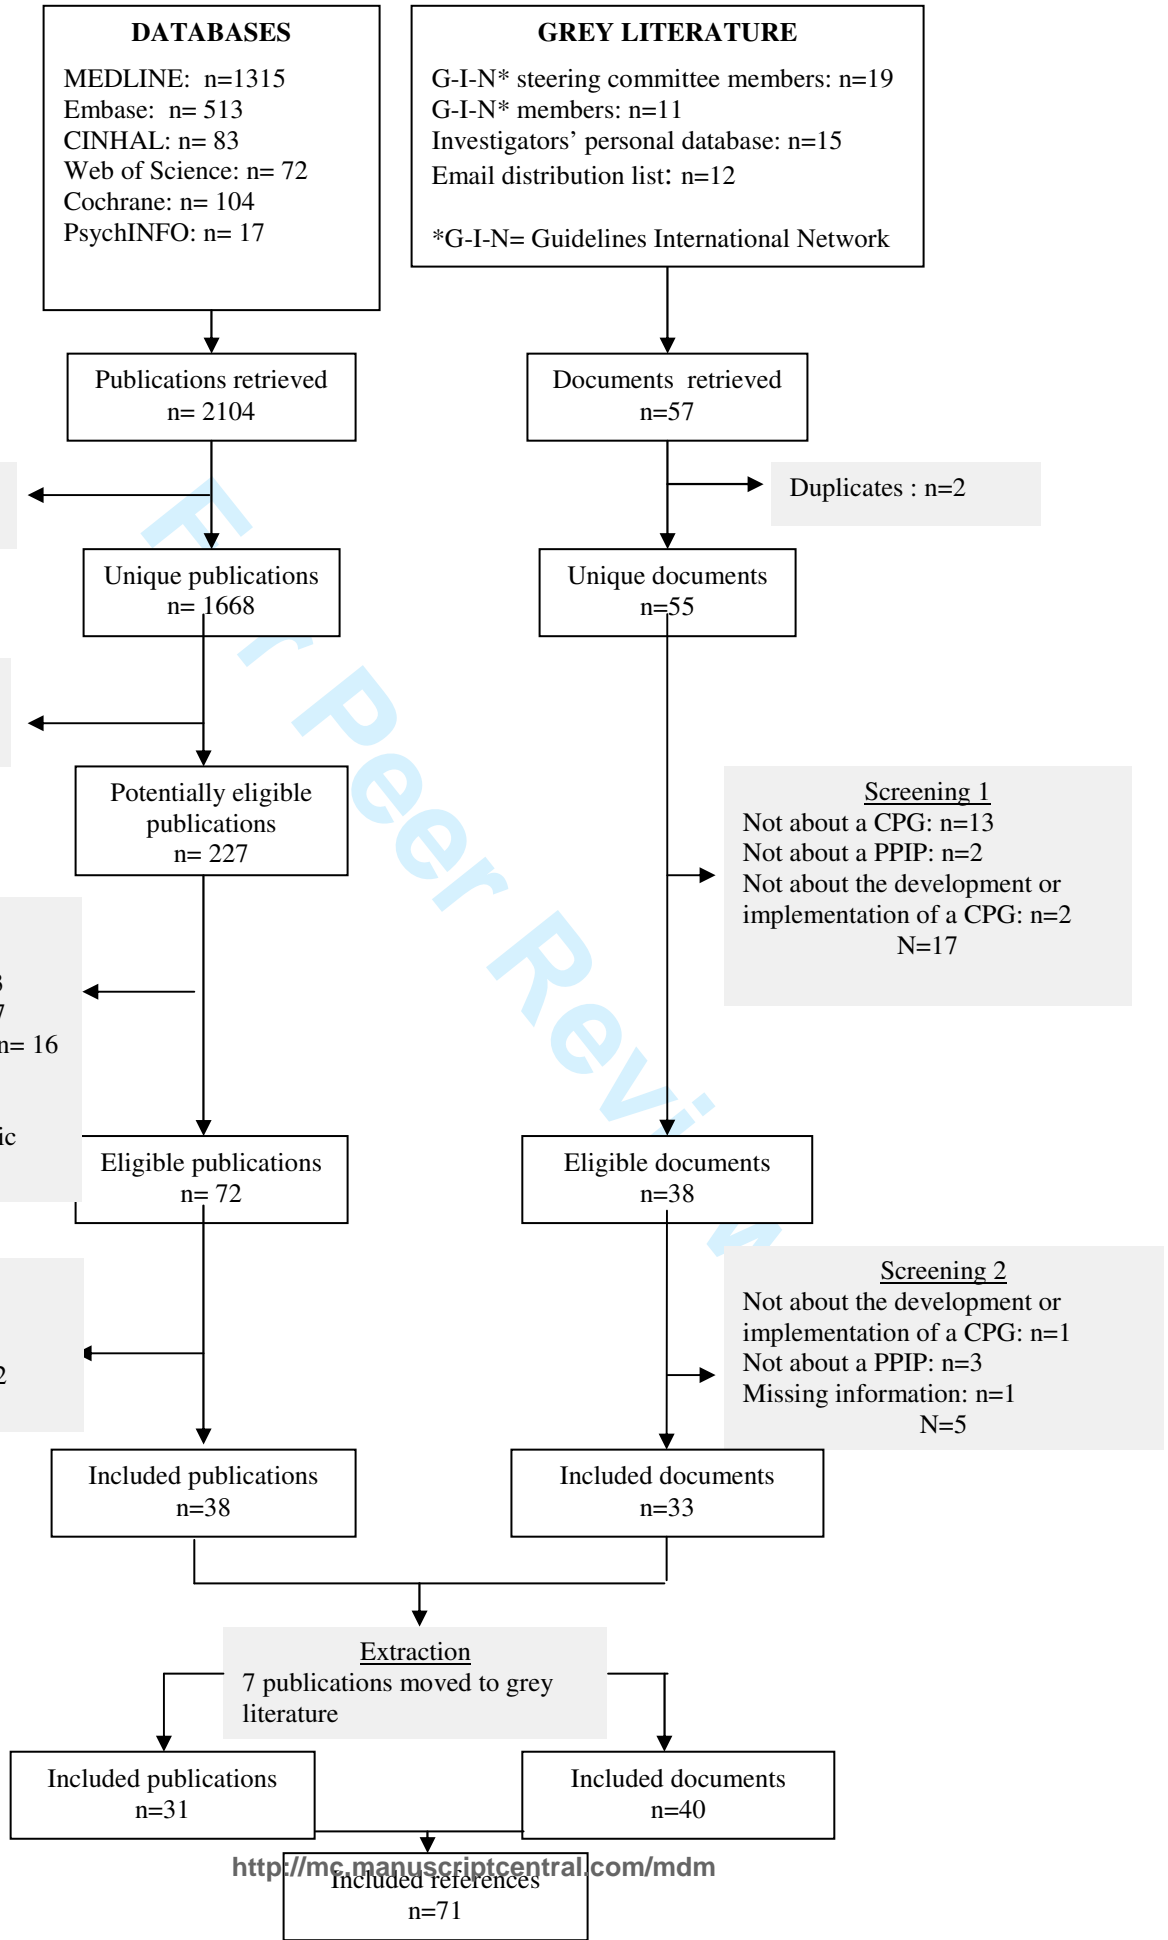 DATABASES
MEDLINE:  n=1315
Embase:  n= 513
CINHAL: n= 83
Web of Science: n= 72
Cochrane: n= 104
PsychINFO: n= 17
GREY LITERATURE
G-I-N* steering committee members: n=19
G-I-N* members: n=11
Investigators’ personal database: n=15
Email distribution list: n=12
*G-I-N= Guidelines International Network
Publications retrieved
n= 2104
Documents  retrieved
n=57
Duplicates : n=2
Unique publications
n= 1668
Unique documents
n=55
Potentially eligible
publications
n= 227
Screening 1
Not about a CPG: n=13
Not about a PPIP: n=2
Not about the development or
implementation of a CPG: n=2
N=17
3
7
n= 16
ic
Eligible publications
n= 72
Eligible documents
n=38
Screening 2
Not about the development or
implementation of a CPG: n=1
Not about a PPIP: n=3
Missing information: n=1
N=5
2
Included publications
n=38
Included documents
n=33
Extraction
7 publications moved to grey
literature
Included publications
n=31
Included documents
n=40
http://mc.manuscriptcentral.com/mdm
Included references
n=71
r Peer Revi